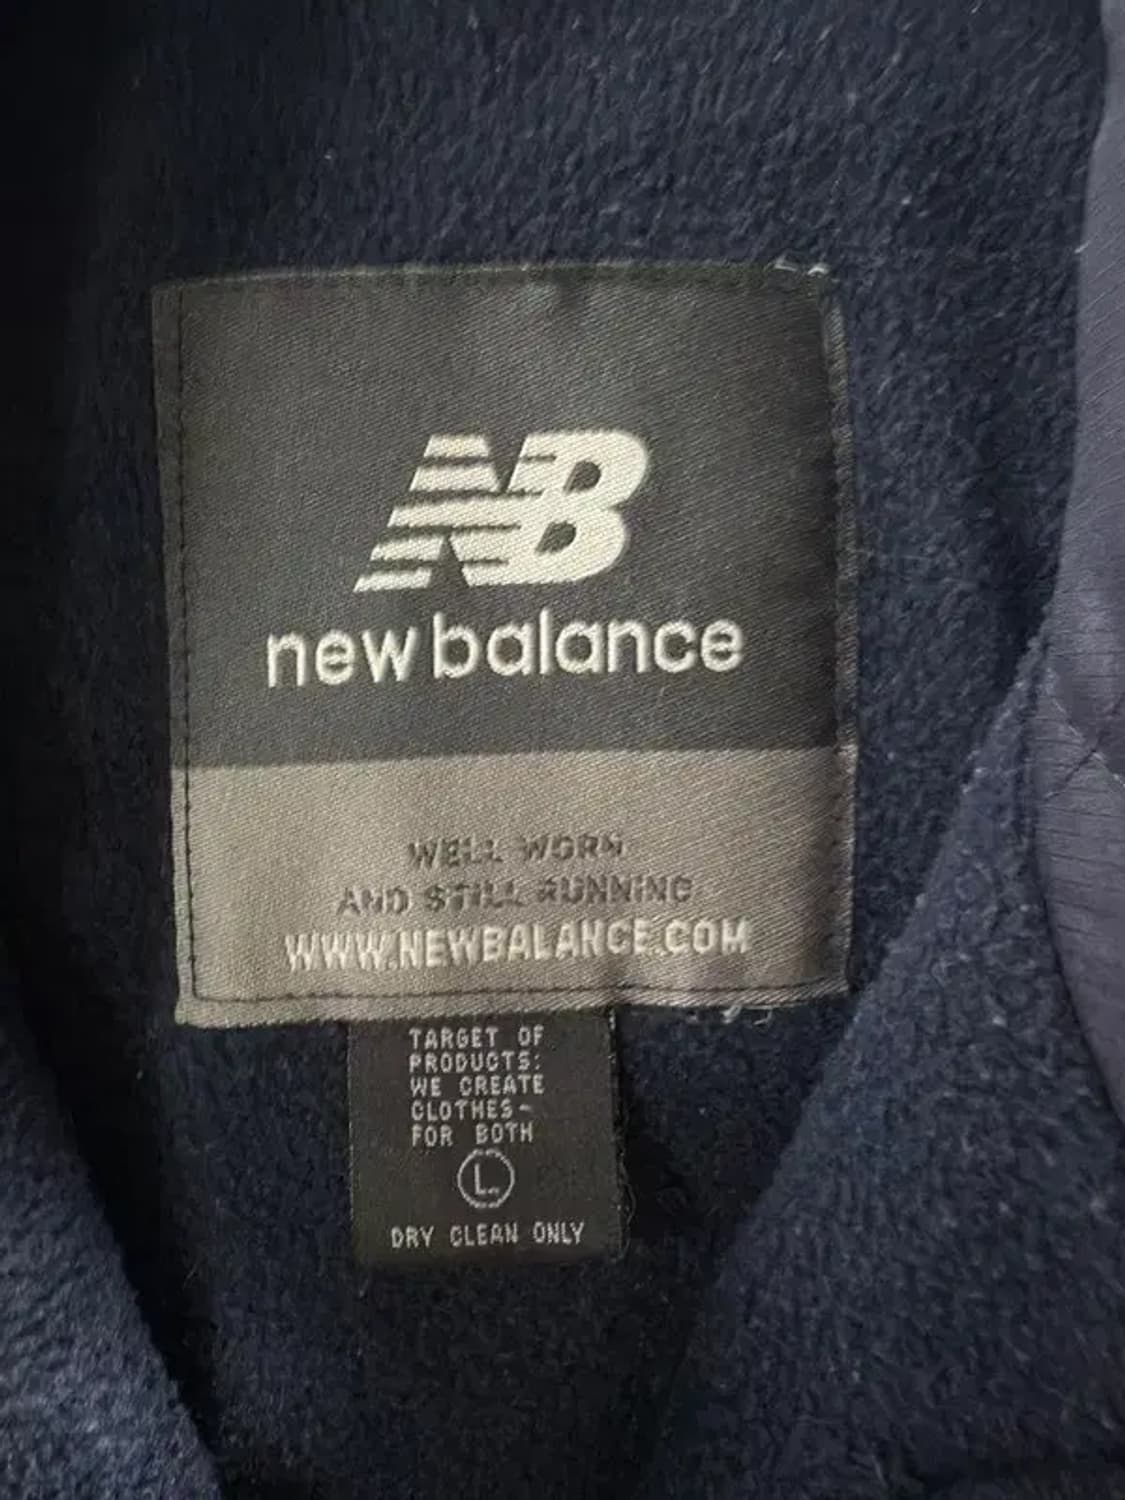 NB
new balance
WELL WORN
AND STILL RUNNING
WWW.NEWBALANCE.COM
TARGET OF
PRODUCTS:
WE CREATE
CLOTHES-
FOR BOTH
L
DRY CLEAN ONLY